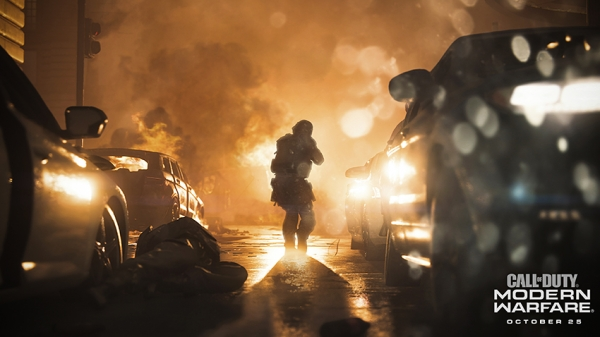 CALL OF DUTY®
MODERN
WARFARE®
OCTOBER 25